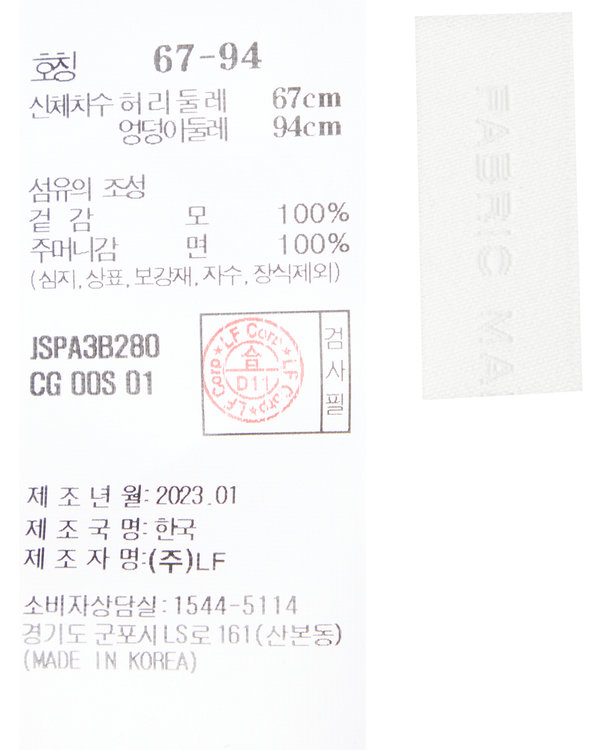 호칭 67-94
신체차수 허리둘레 67cm
엉덩이둘레 94cm
섬유의 조성
겉 감 모 100%
주머니감 면 100%
(심지, 상표, 보강재, 자수, 장식제외)
JSPA3B280
CG 00S 01
LF Corp★LF Corp★LF Corp★
合
D11
검사필
제 조 년 월: 2023.01
제 조 국 명: 한국
제 조 자 명:(주)LF
소비자상담실: 1544-5114
경기도 군포시 LS로 161(산본동)
(MADE IN KOREA)
FABRIC